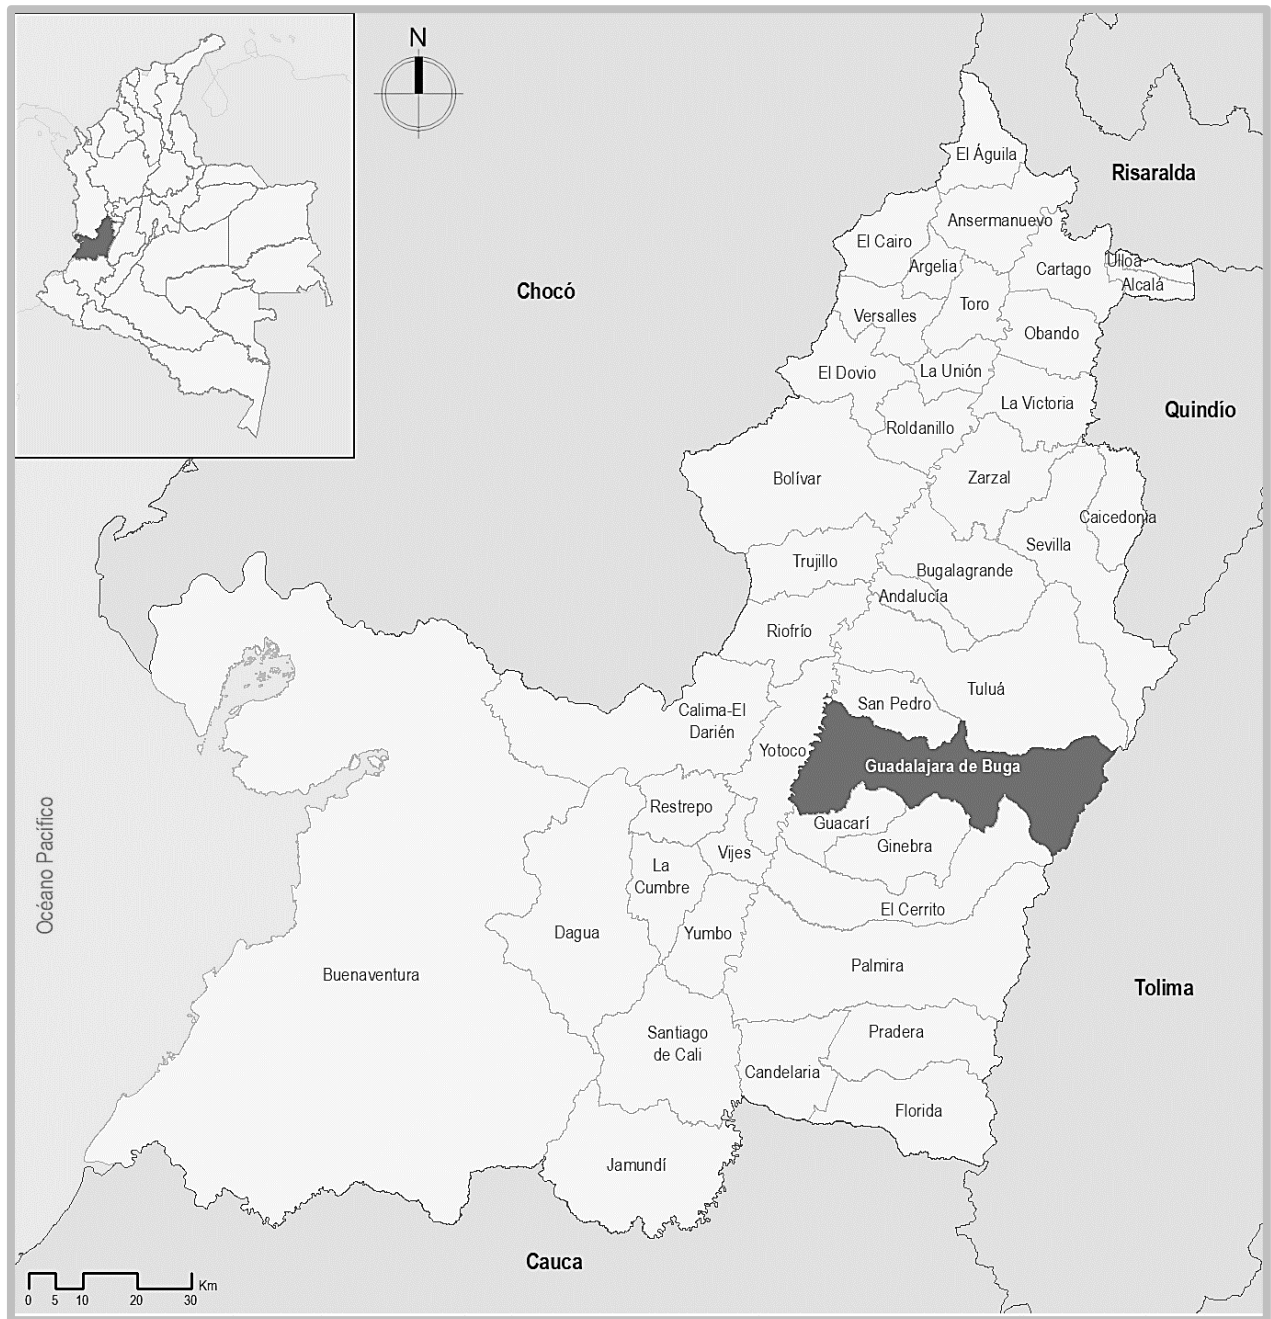 N
El Águila
Risaralda
Ansermanuevo
El Cairo
Ulloa
Argelia
Cartago
Alcalá
Chocó
Toro
Versalles
Obando
El Dovio
La Unión
La Victoria
Quindío
Roldanillo
Bolívar
Zarzal
Caicedonia
Sevilla
Trujillo
Bugalagrande
Andalucía
Riofrío
Tuluá
San Pedro
Calima-El
Darién
Yotoco
Guadalajara de Buga
Restrepo
Guacarí
Ginebra
Vijes
La
Cumbre
Océano Pacífico
El Cerrito
Dagua
Yumbo
Palmira
Buenaventura
Tolima
Santiago
de Cali
Pradera
Candelaria
Florida
Jamundí
Cauca
Km
0 5 10 20 30